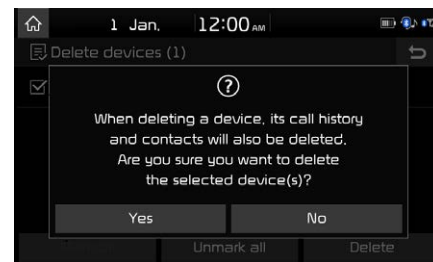 1 Jan. 12:00 AM
Delete devices (1)
When deleting a device, its call history
and contacts will also be deleted.
Are you sure you want to delete
the selected device(s)?
Yes No
Unmark all Delete